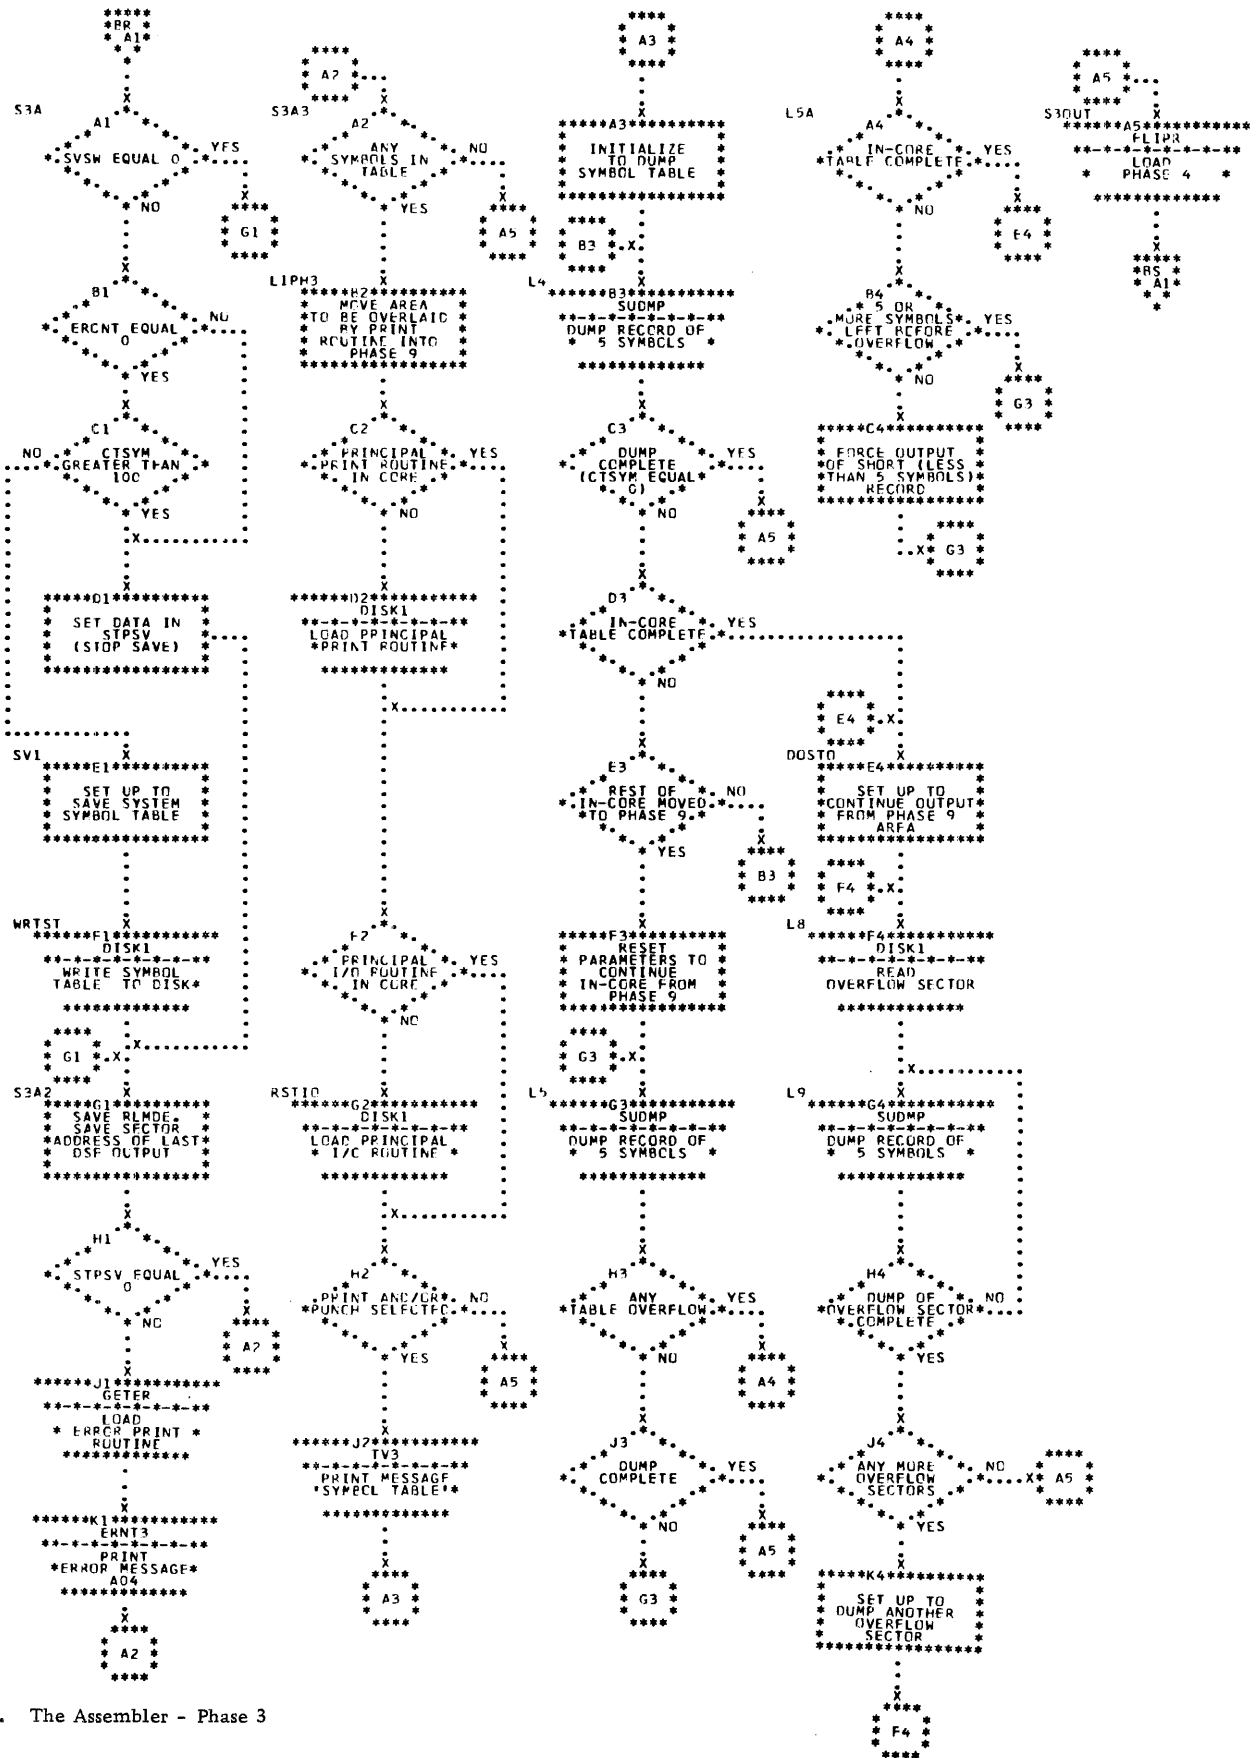 BR
A1
S3A
A1
SVSW EQUAL 0
YES
NO
G1
B1
ERCNT EQUAL
0
NO
YES
C1
NO
CTSYM
GREATER THAN
100
YES
D1
SET DATA IN
STPSV
(STOP SAVE)
SV1
E1
SET UP TO
SAVE SYSTEM
SYMBOL TABLE
WRTST
F1
DISK1
WRITE SYMBOL
TABLE TO DISK
G1
S3A2
G1
SAVE RLMDE.
SAVE SECTOR
ADDRESS OF LAST
DSF OUTPUT
H1
STPSV EQUAL
0
YES
NO
A2
J1
GETER
LOAD
ERROR PRINT
ROUTINE
K1
ERNT3
PRINT
ERROR MESSAGE
A04
A2
A2
S3A3
A2
ANY
SYMBOLS IN
TABLE
NO
YES
A5
LIPH3
B2
MOVE AREA
TO BE OVERLAID
BY PRINT
ROUTINE INTO
PHASE 9
C2
PRINCIPAL
PRINT ROUTINE
IN CORE
YES
NO
D2
DISK1
LOAD PRINCIPAL
PRINT ROUTINE
F2
PRINCIPAL
I/O ROUTINE
IN CORE
YES
NO
RSTIO
G2
DISK1
LOAD PRINCIPAL
I/O ROUTINE
H2
PRINT AND/OR
PUNCH SELECTED
NO
YES
A5
J2
TV3
PRINT MESSAGE
'SYMBOL TABLE'
A3
A3
A3
INITIALIZE
TO DUMP
SYMBOL TABLE
B3
L4
B3
SUDMP
DUMP RECORD OF
5 SYMBOLS
C3
DUMP
COMPLETE
(CTSYM EQUAL
0)
YES
NO
A5
D3
IN-CORE
TABLE COMPLETE
YES
NO
E3
REST OF
IN-CORE MOVED
TO PHASE 9
NO
YES
B3
F3
RESET
PARAMETERS TO
CONTINUE
IN-CORE FROM
PHASE 9
G3
L5
G3
SUDMP
DUMP RECORD OF
5 SYMBOLS
H3
ANY
TABLE OVERFLOW
YES
NO
A4
J3
DUMP
COMPLETE
YES
NO
A5
G3
A4
L5A
A4
IN-CORE
TABLE COMPLETE
YES
NO
E4
B4
5 OR
MORE SYMBOLS
LEFT BEFORE
OVERFLOW
YES
NO
G3
C4
FORCE OUTPUT
OF SHORT (LESS
THAN 5 SYMBOLS)
RECORD
G3
E4
DOSTO
E4
SET UP TO
CONTINUE OUTPUT
FROM PHASE 9
AREA
F4
L8
F4
DISK1
READ
OVERFLOW SECTOR
L9
G4
SUDMP
DUMP RECORD OF
5 SYMBOLS
H4
DUMP OF
OVERFLOW SECTOR
COMPLETE
NO
YES
J4
ANY MORE
OVERFLOW
SECTORS
NO
A5
YES
K4
SET UP TO
DUMP ANOTHER
OVERFLOW
SECTOR
F4
A5
S3OUT
A5
FLIPR
LOAD
PHASE 4
BS
A1
. The Assembler - Phase 3